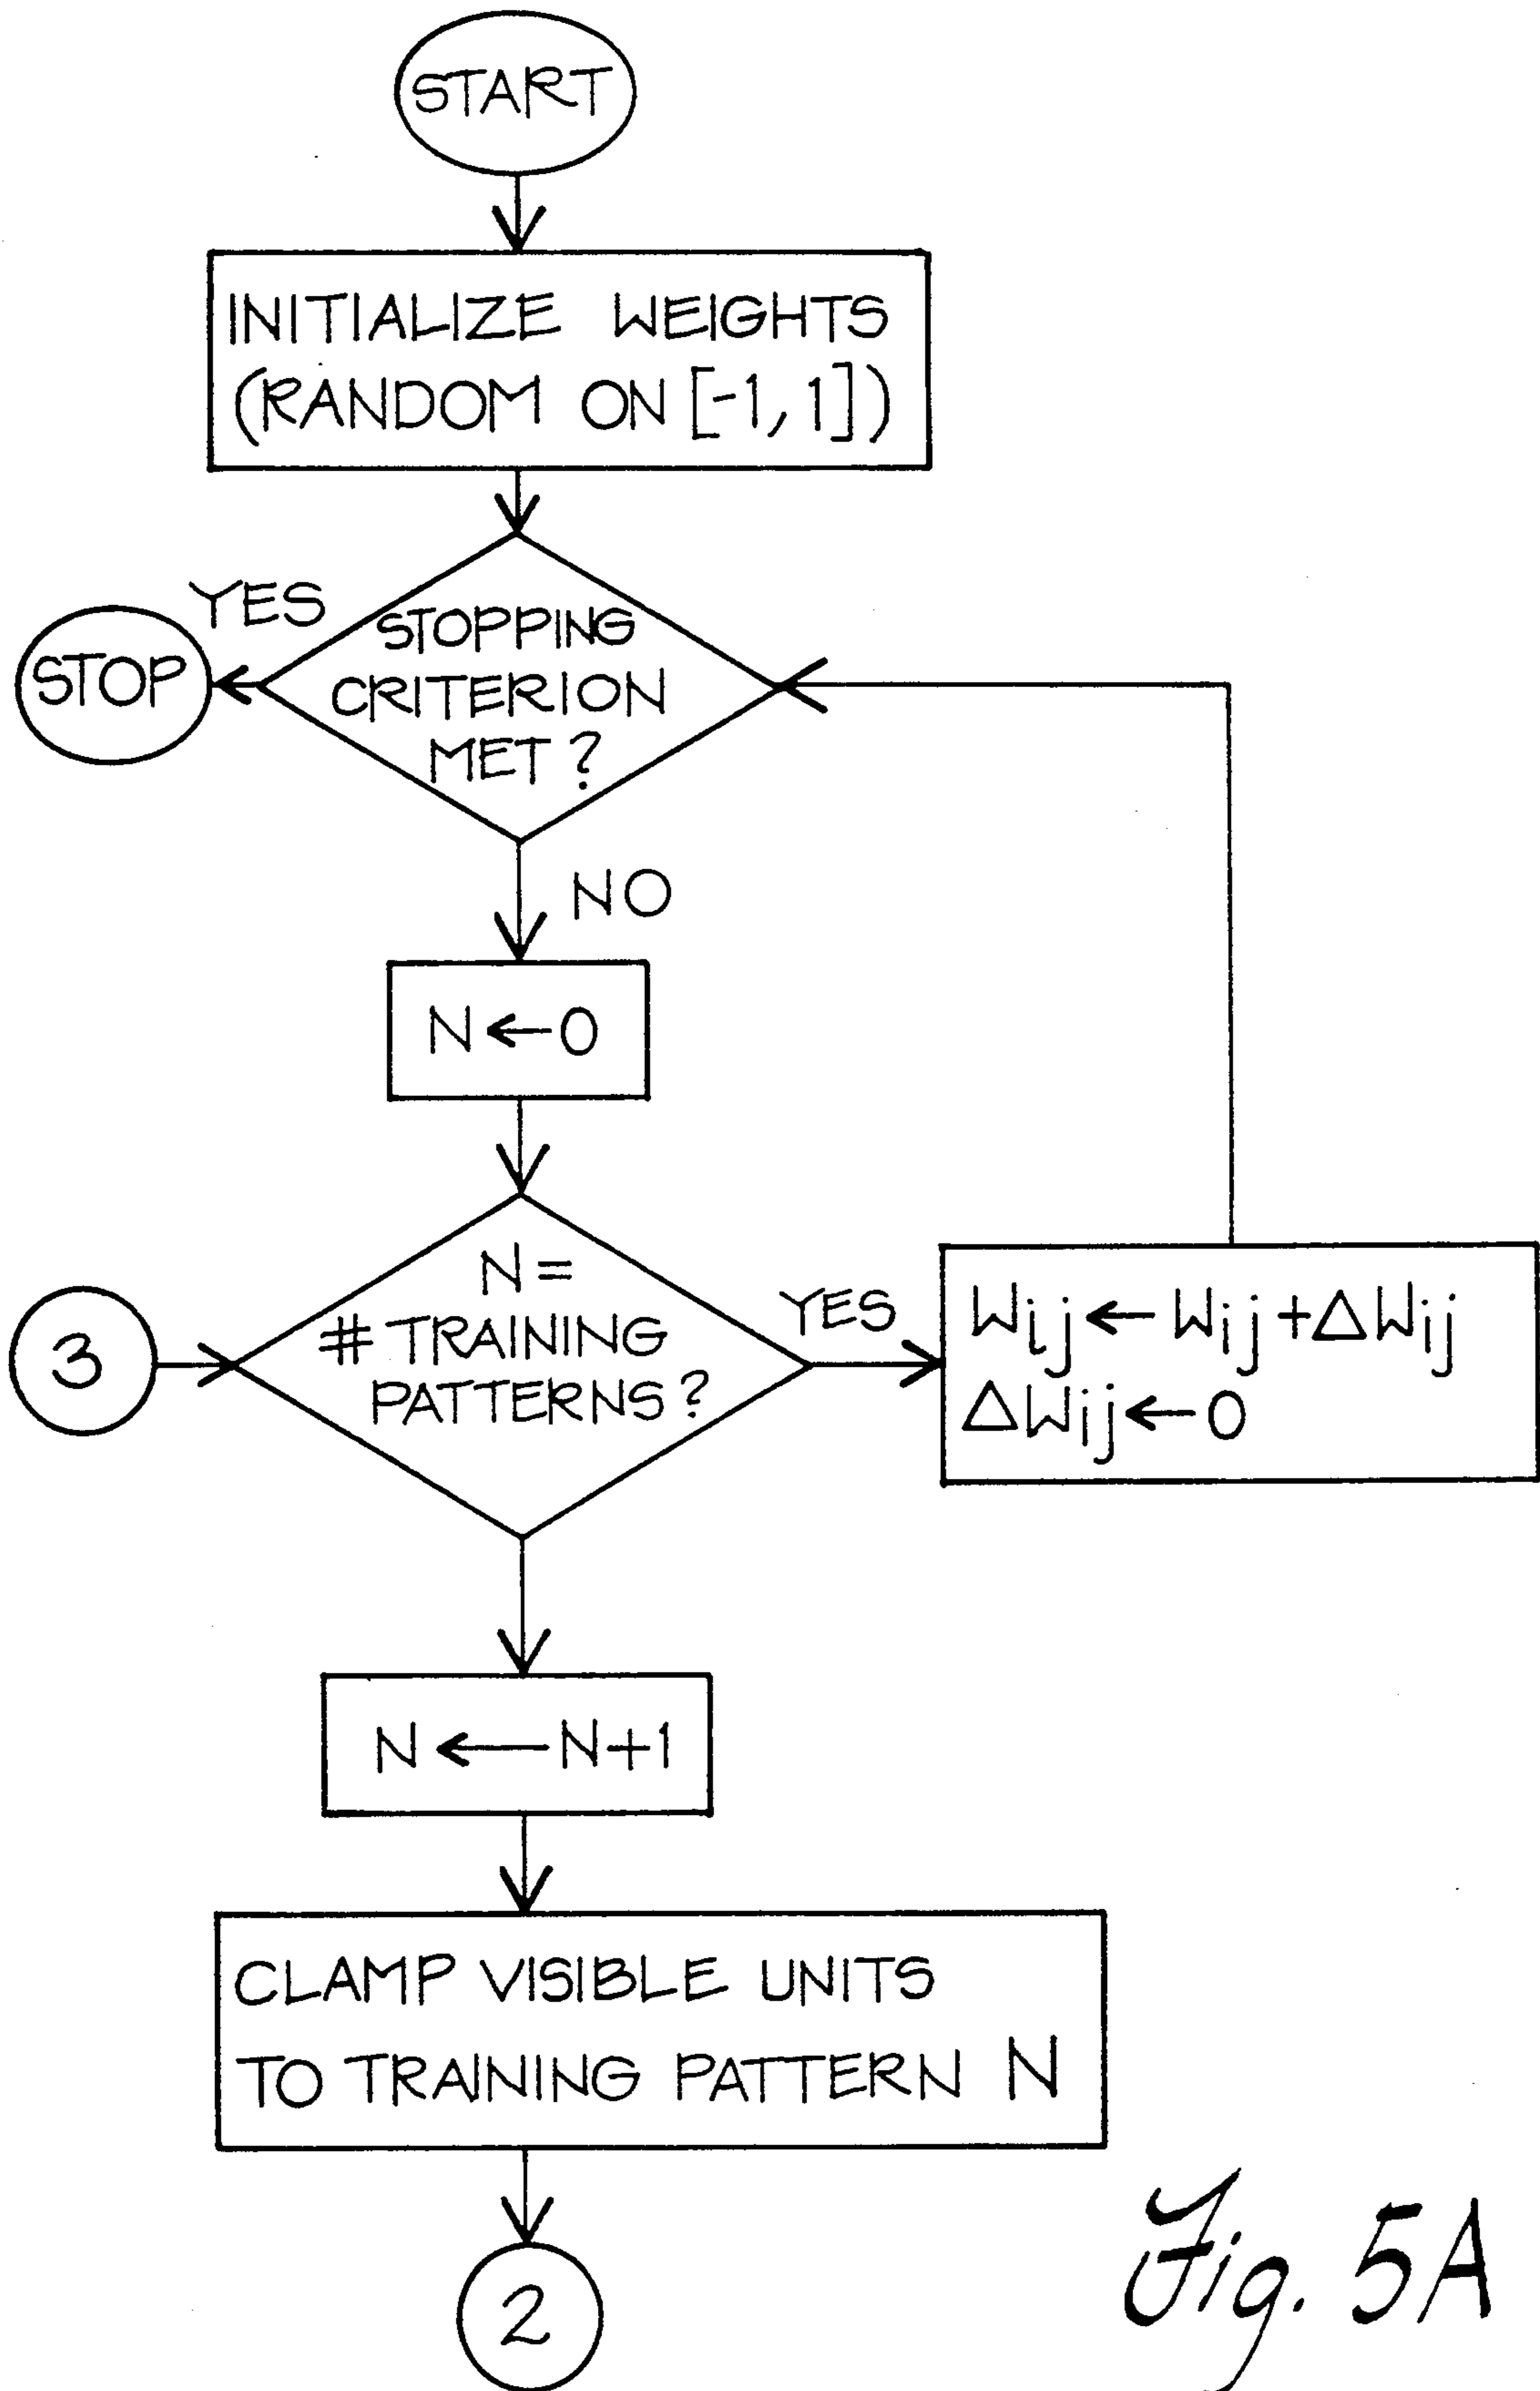 START
INITIALIZE WEIGHTS
(RANDOM ON [-1, 1])
YES
STOP
STOPPING
CRITERION
MET?
NO
N←0
N=
# TRAINING
PATTERNS?
3
YES
Wij← Wij+ΔWij
ΔWij←0
N←N+1
CLAMP VISIBLE UNITS
TO TRAINING PATTERN N
2
Fig. 5A